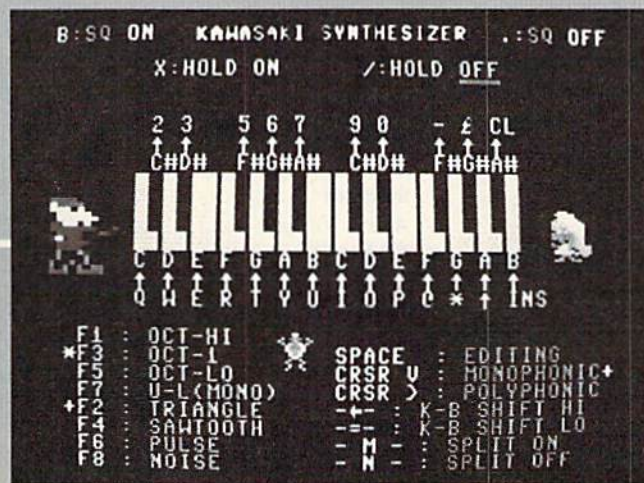 B:SQ ON KAWASAKI SYNTHESIZER .:SQ OFF
X:HOLD ON /:HOLD OFF
2 3 5 6 7 9 0 - £ CL
C# D# F# G# A# C# D# F# G# A#
C D E F G A B C D E F G A B
Q W E R T Y U I O P @ * ↑ INS
F1 : OCT-HI
*F3 : OCT-1
F5 : OCT-LO
F7 : U-L(MONO)
+F2 : TRIANGLE
F4 : SAWTOOTH
F6 : PULSE
F8 : NOISE
SPACE : EDITING
CRSR V : MONOPHONIC+
CRSR > : POLYPHONIC
-←- : K-B SHIFT HI
-=- : K-B SHIFT LO
- M - : SPLIT ON
- N - : SPLIT OFF